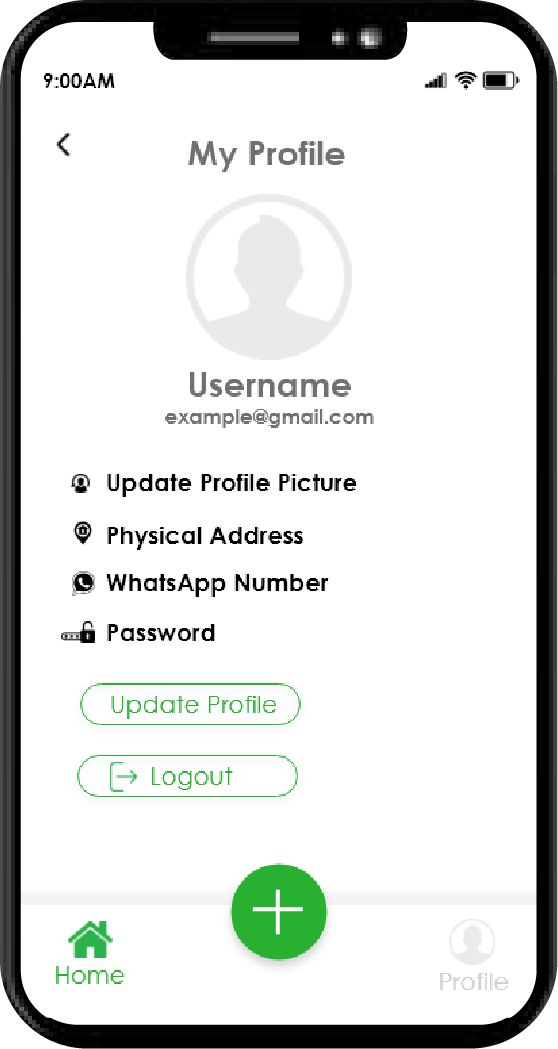 9:00AM
My Profile
Username
example@gmail.com
Update Profile Picture
Physical Address
WhatsApp Number
Password
Update Profile
Logout
Home
Profile